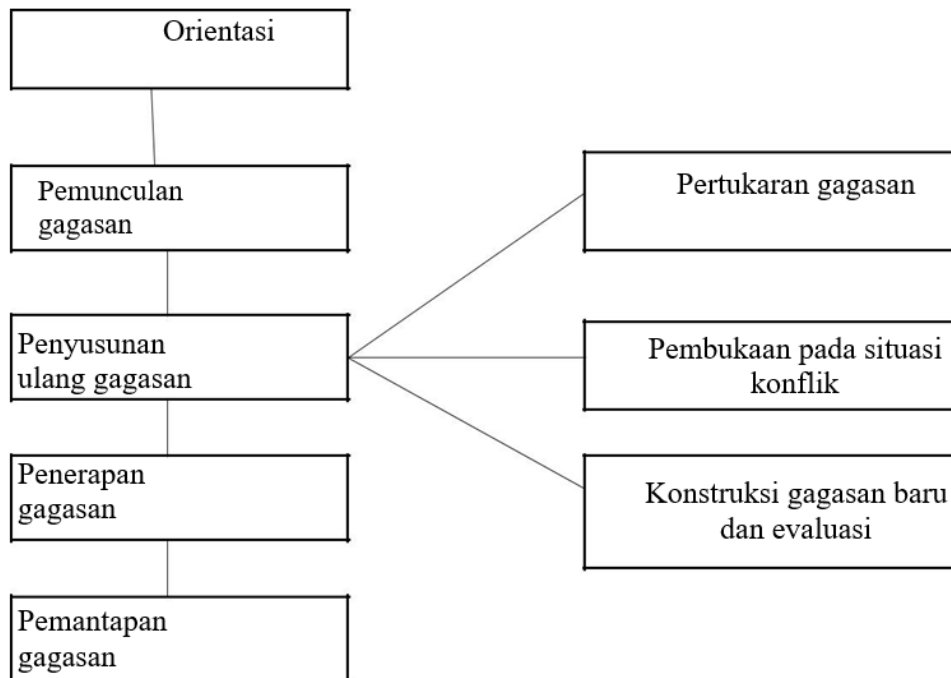 Orientasi
Pemunculan
gagasan
Penyusunan
ulang gagasan
Penerapan
gagasan
Pemantapan
gagasan
Pertukaran gagasan
Pembukaan pada situasi
konflik
Konstruksi gagasan baru
dan evaluasi